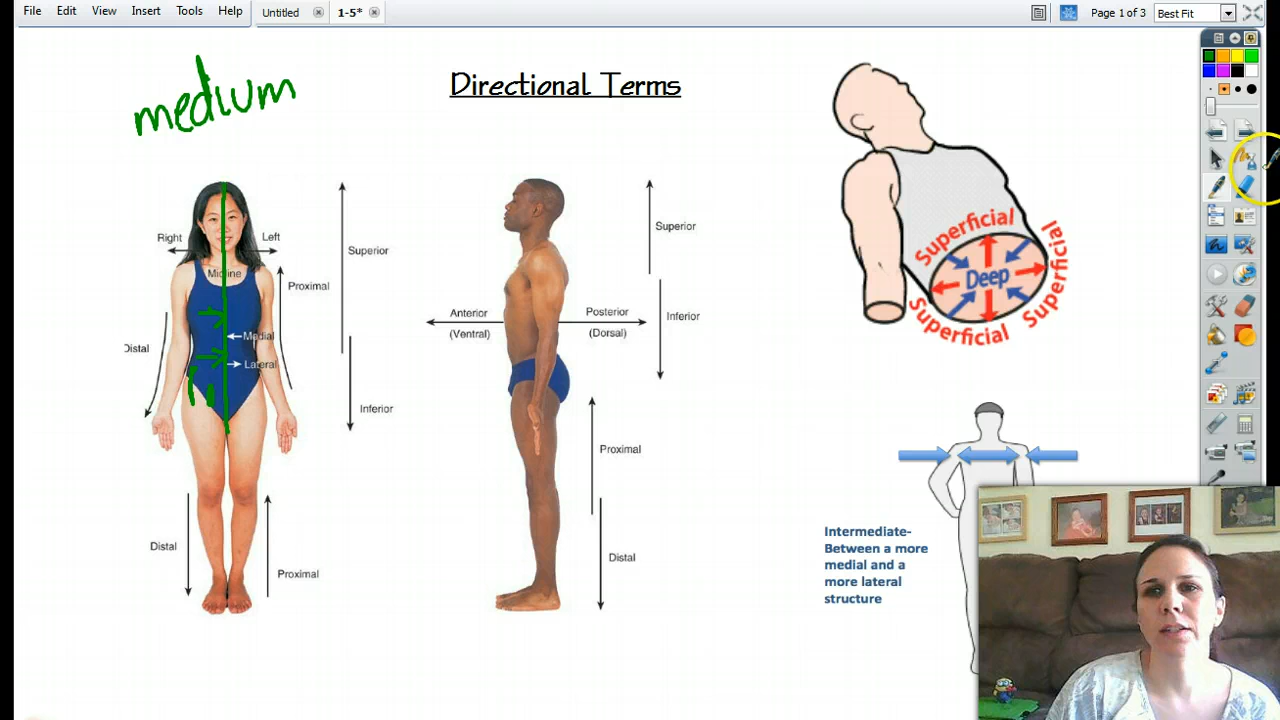 File Edit View Insert Tools Help
Untitled
1-5*
Page 1 of 3
Best Fit
medium
Directional Terms
Right
Left
Midline
Superior
Proximal
Medial
Distal
Lateral
Inferior
Distal
Proximal
Superior
Anterior
(Ventral)
Posterior
(Dorsal)
Inferior
Proximal
Distal
Superficial
Superficial
Deep
Superficial
Superficial
Intermediate-
Between a more
medial and a
more lateral
structure